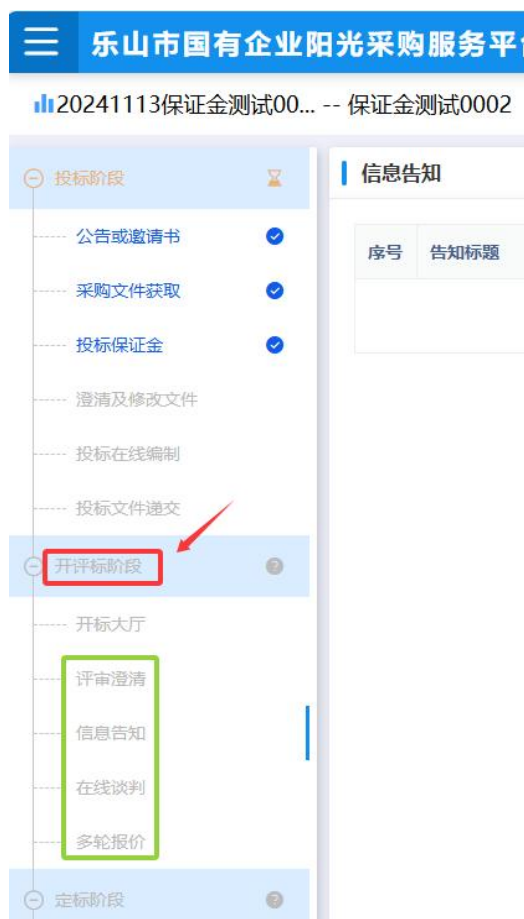 乐山市国有企业阳光采购服务平
20241113保证金测试00... -- 保证金测试0002
投标阶段
信息告知
公告或邀请书
序号 告知标题
采购文件获取
投标保证金
澄清及修改文件
投标在线编制
投标文件递交
开评标阶段
?
开标大厅
评审澄清
信息告知
在线谈判
多轮报价
定标阶段
?